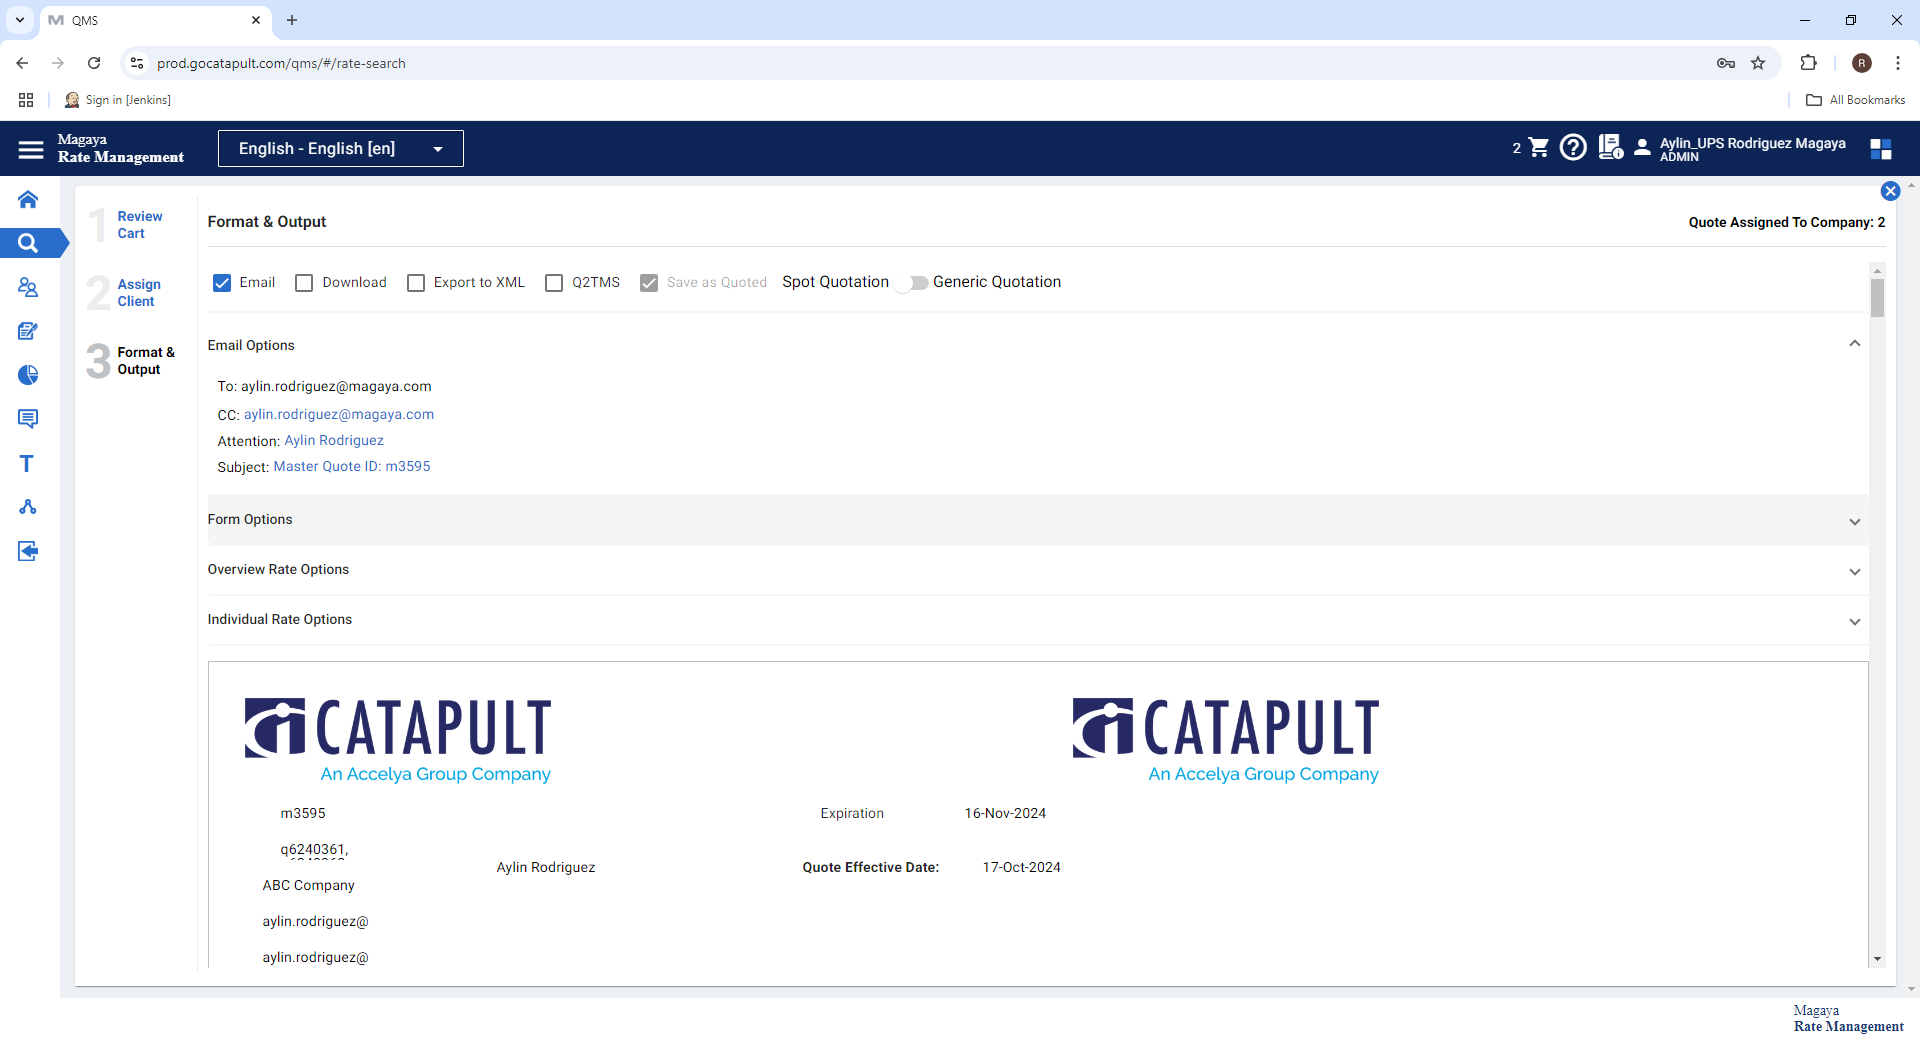 QMS
prod.gocatapult.com/qms/#/rate-search
R
Sign in [Jenkins]
All Bookmarks
Magaya
Rate Management
English - English [en]
2
Aylin_UPS Rodriguez Magaya
ADMIN
1 Review Cart
2 Assign Client
3 Format & Output
Format & Output
Quote Assigned To Company: 2
Email
Download
Export to XML
Q2TMS
Save as Quoted
Spot Quotation
Generic Quotation
Email Options
To: aylin.rodriguez@magaya.com
CC: aylin.rodriguez@magaya.com
Attention: Aylin Rodriguez
Subject: Master Quote ID: m3595
Form Options
Overview Rate Options
Individual Rate Options
CATAPULT
An Accelya Group Company
CATAPULT
An Accelya Group Company
m3595
Expiration
16-Nov-2024
q6240361,
Aylin Rodriguez
Quote Effective Date:
17-Oct-2024
ABC Company
aylin.rodriguez@
aylin.rodriguez@
Magaya
Rate Management